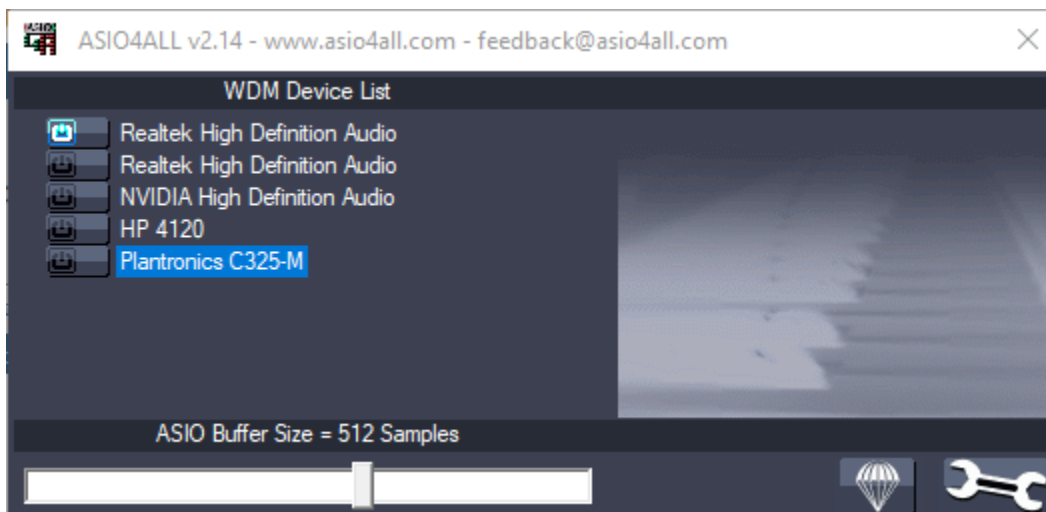 ASIO4ALL v2.14 - www.asio4all.com - feedback@asio4all.com
WDM Device List
Realtek High Definition Audio
Realtek High Definition Audio
NVIDIA High Definition Audio
HP 4120
Plantronics C325-M
ASIO Buffer Size = 512 Samples